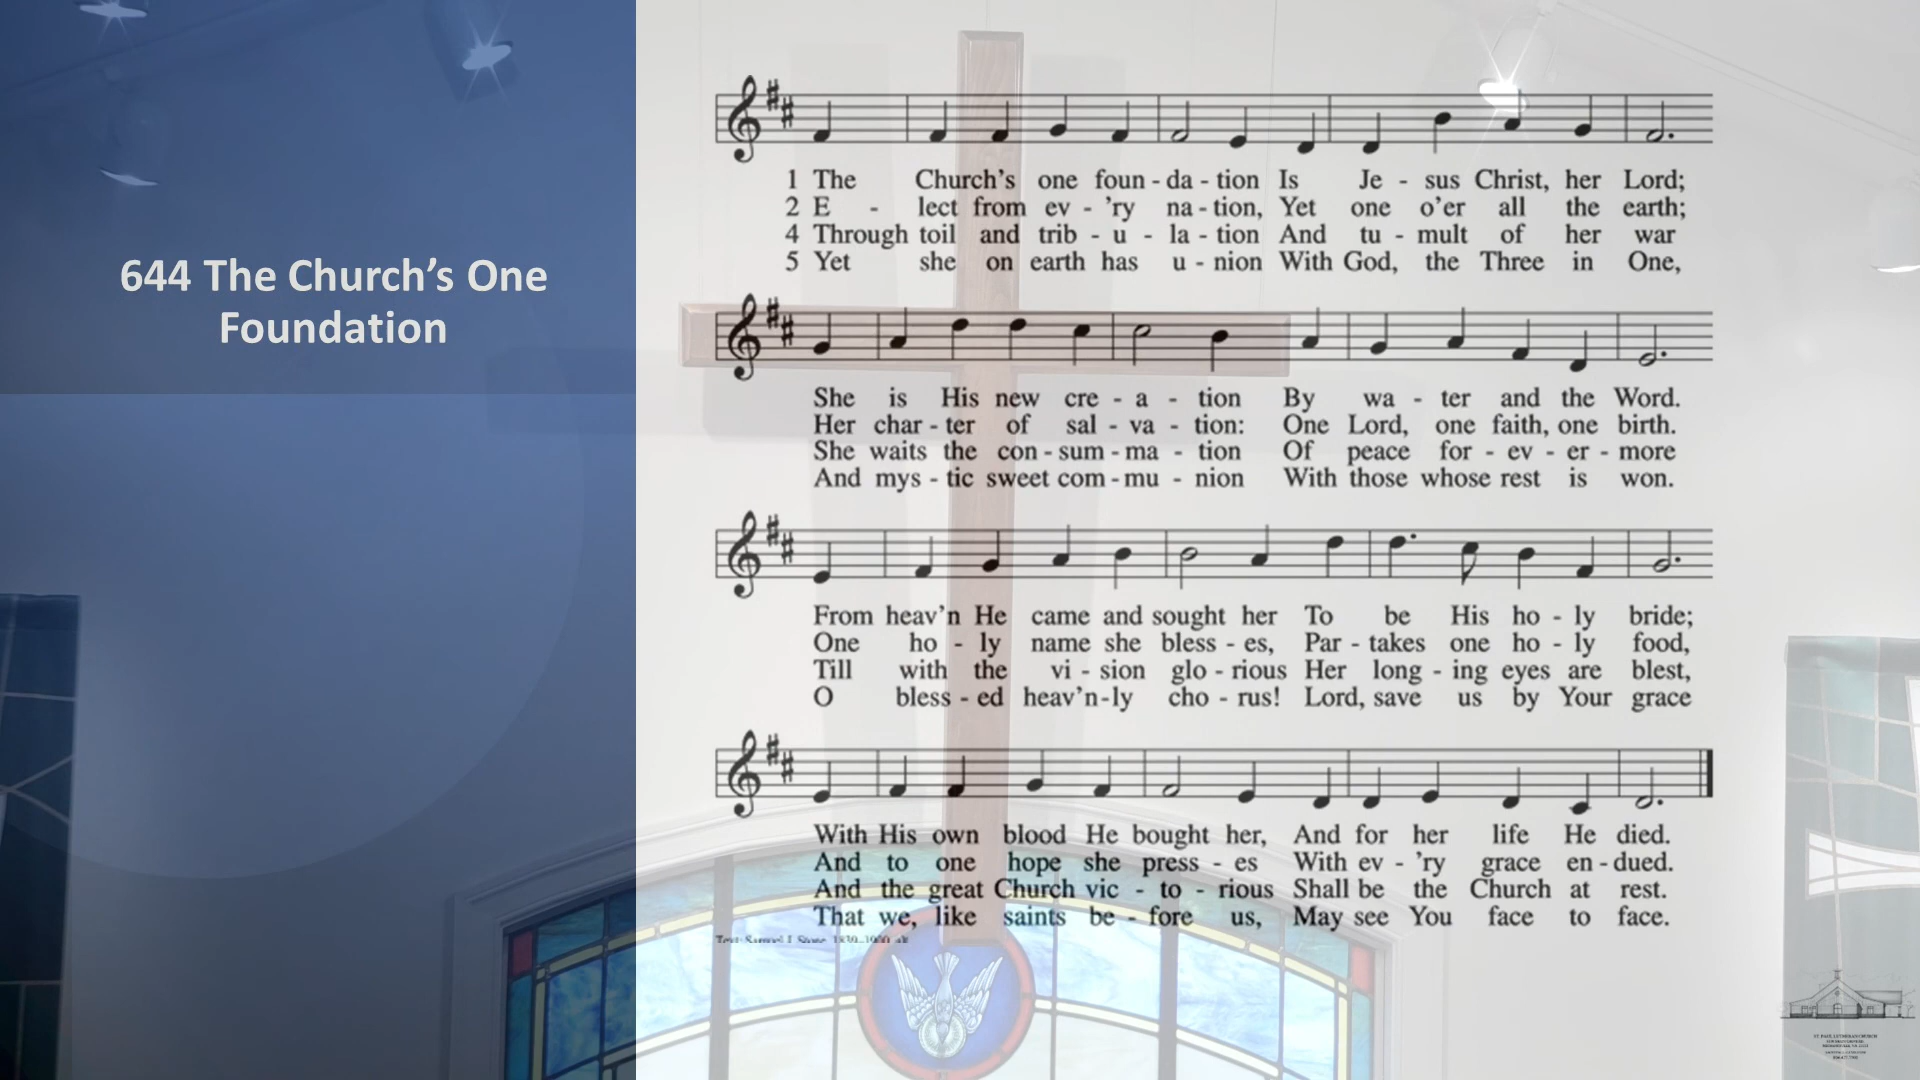 644 The Church’s One
Foundation
1 The Church’s one foun - da - tion Is Je - sus Christ, her Lord;
2 E - lect from ev - ’ry na - tion, Yet one o’er all the earth;
4 Through toil and trib - u - la - tion And tu - mult of her war
5 Yet she on earth has u - nion With God, the Three in One,
She is His new cre - a - tion By wa - ter and the Word.
Her char - ter of sal - va - tion: One Lord, one faith, one birth.
She waits the con - sum - ma - tion Of peace for - ev - er - more
And mys - tic sweet com - mu - nion With those whose rest is won.
From heav’n He came and sought her To be His ho - ly bride;
One ho - ly name she bless - es, Par - takes one ho - ly food,
Till with the vi - sion glo - rious Her long - ing eyes are blest,
O bless - ed heav’n - ly cho - rus! Lord, save us by Your grace
With His own blood He bought her, And for her life He died.
And to one hope she press - es With ev - ’ry grace en - dued.
And the great Church vic - to - rious Shall be the Church at rest.
That we, like saints be - fore us, May see You face to face.
ST. PAUL LUTHERAN CHURCH